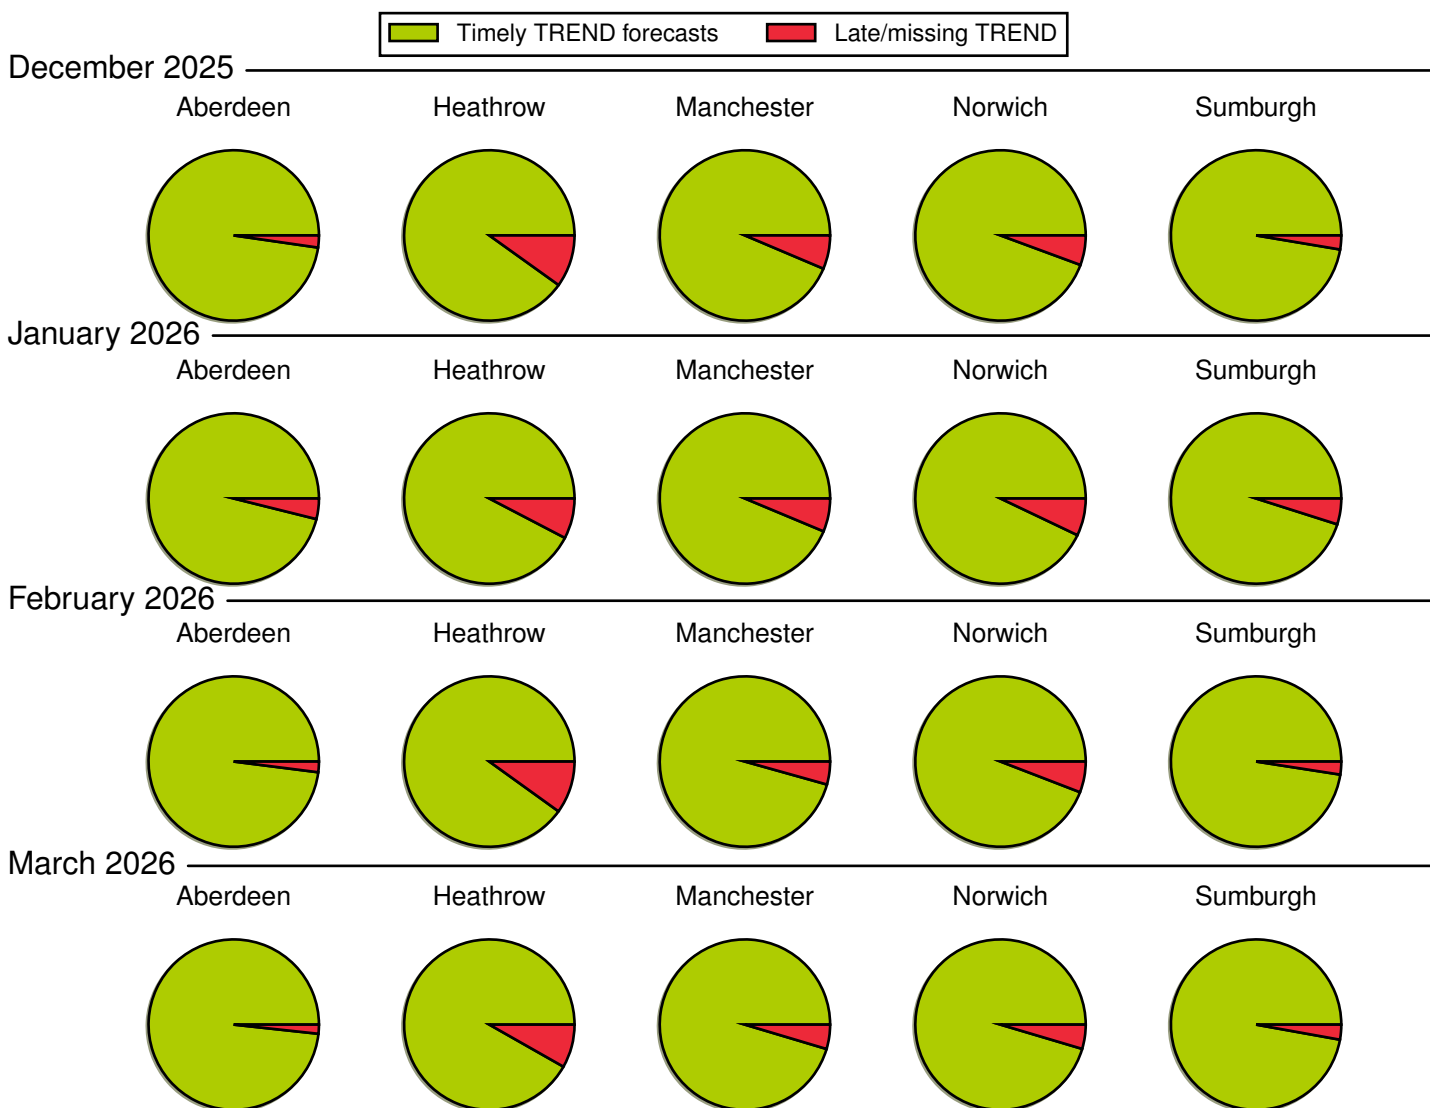 Timely TREND forecasts Late/missing TREND
December 2025
Aberdeen Heathrow Manchester Norwich Sumburgh
January 2026
Aberdeen Heathrow Manchester Norwich Sumburgh
February 2026
Aberdeen Heathrow Manchester Norwich Sumburgh
March 2026
Aberdeen Heathrow Manchester Norwich Sumburgh